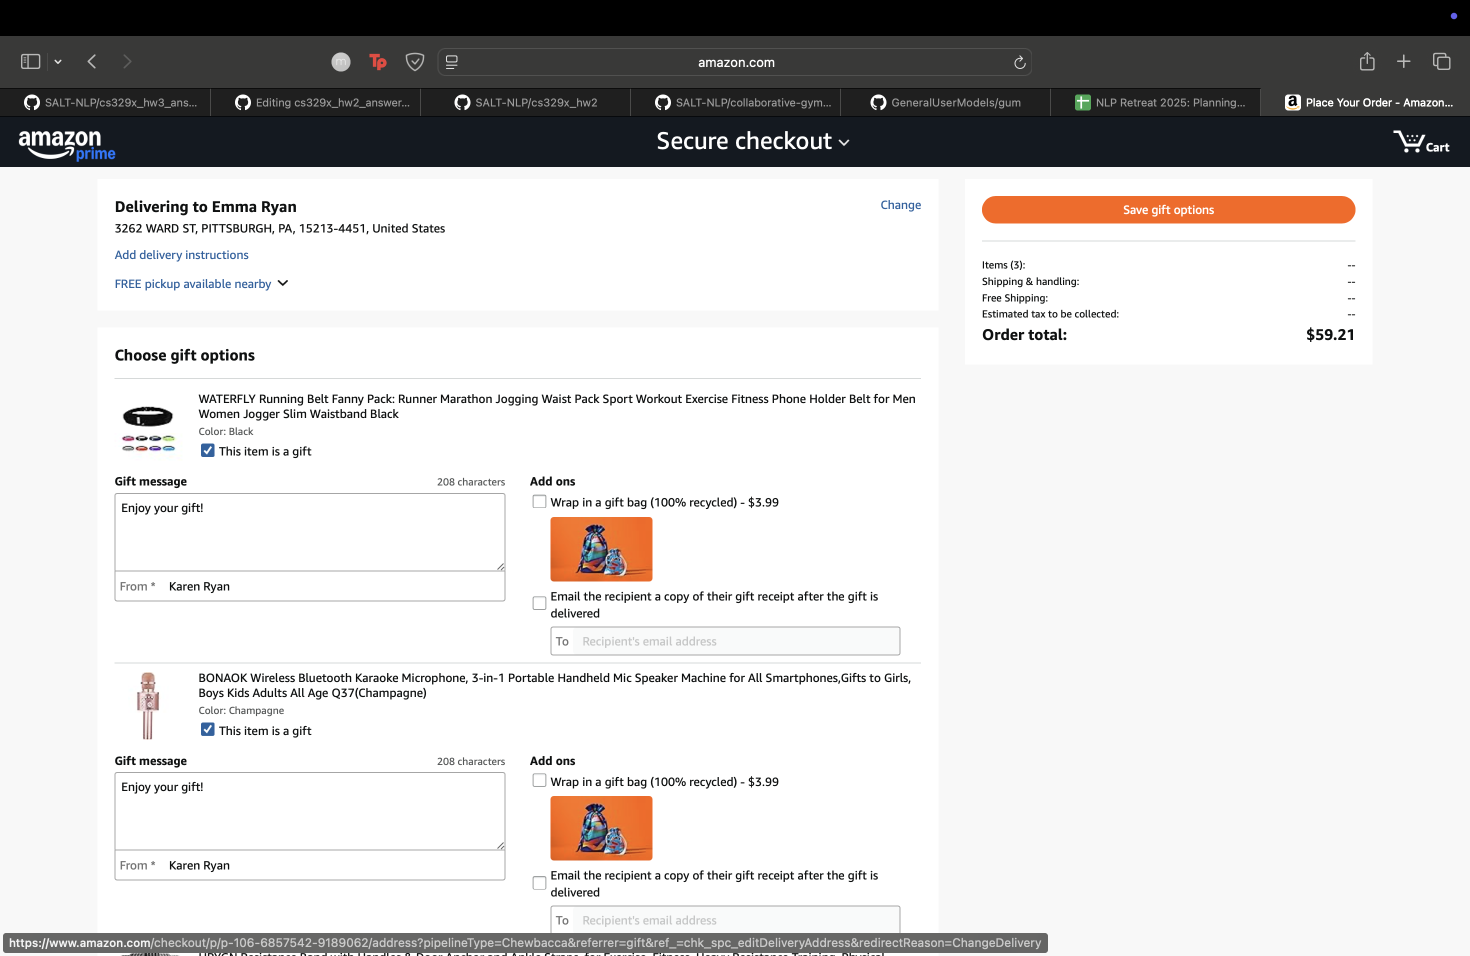 amazon.com
SALT-NLP/cs329x_hw3_ans...
Editing cs329x_hw2_answer...
SALT-NLP/cs329x_hw2
SALT-NLP/collaborative-gym...
GeneralUserModels/gum
NLP Retreat 2025: Planning...
Place Your Order - Amazon...
amazon prime
Secure checkout
Cart
Delivering to Emma Ryan
Change
3262 WARD ST, PITTSBURGH, PA, 15213-4451, United States
Add delivery instructions
FREE pickup available nearby
Save gift options
Items (3): --
Shipping & handling: --
Free Shipping: --
Estimated tax to be collected: --
Order total: $59.21
Choose gift options
WATERFLY Running Belt Fanny Pack: Runner Marathon Jogging Waist Pack Sport Workout Exercise Fitness Phone Holder Belt for Men
Women Jogger Slim Waistband Black
Color: Black
This item is a gift
Gift message
208 characters
Enjoy your gift!
From * Karen Ryan
Add ons
Wrap in a gift bag (100% recycled) - $3.99
Email the recipient a copy of their gift receipt after the gift is
delivered
To Recipient's email address
BONAOK Wireless Bluetooth Karaoke Microphone, 3-in-1 Portable Handheld Mic Speaker Machine for All Smartphones,Gifts to Girls,
Boys Kids Adults All Age Q37(Champagne)
Color: Champagne
This item is a gift
Gift message
208 characters
Enjoy your gift!
From * Karen Ryan
Add ons
Wrap in a gift bag (100% recycled) - $3.99
Email the recipient a copy of their gift receipt after the gift is
delivered
To Recipient's email address
https://www.amazon.com/checkout/p/p-106-6857542-9189062/address?pipelineType=Chewbacca&referrer=gift&ref_=chk_spc_editDeliveryAddress&redirectReason=ChangeDelivery